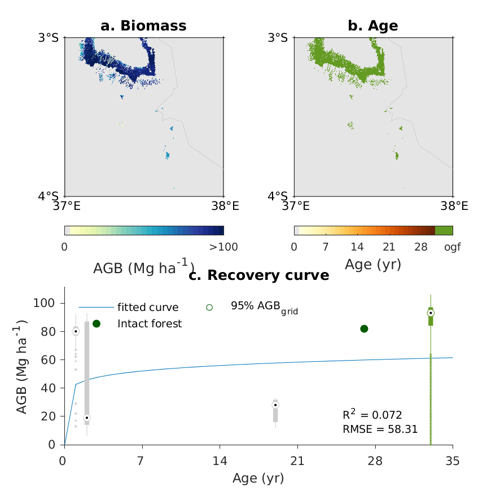 a. Biomass
b. Age
3°S
4°S
37°E
38°E
3°S
4°S
37°E
38°E
0
>100
AGB (Mg ha⁻¹)
0 7 14 21 28 ogf
Age (yr)
c. Recovery curve
fitted curve
95% AGB_grid
Intact forest
R² = 0.072
RMSE = 58.31
100
80
60
40
20
0
AGB (Mg ha⁻¹)
0 7 14 21 28 35
Age (yr)